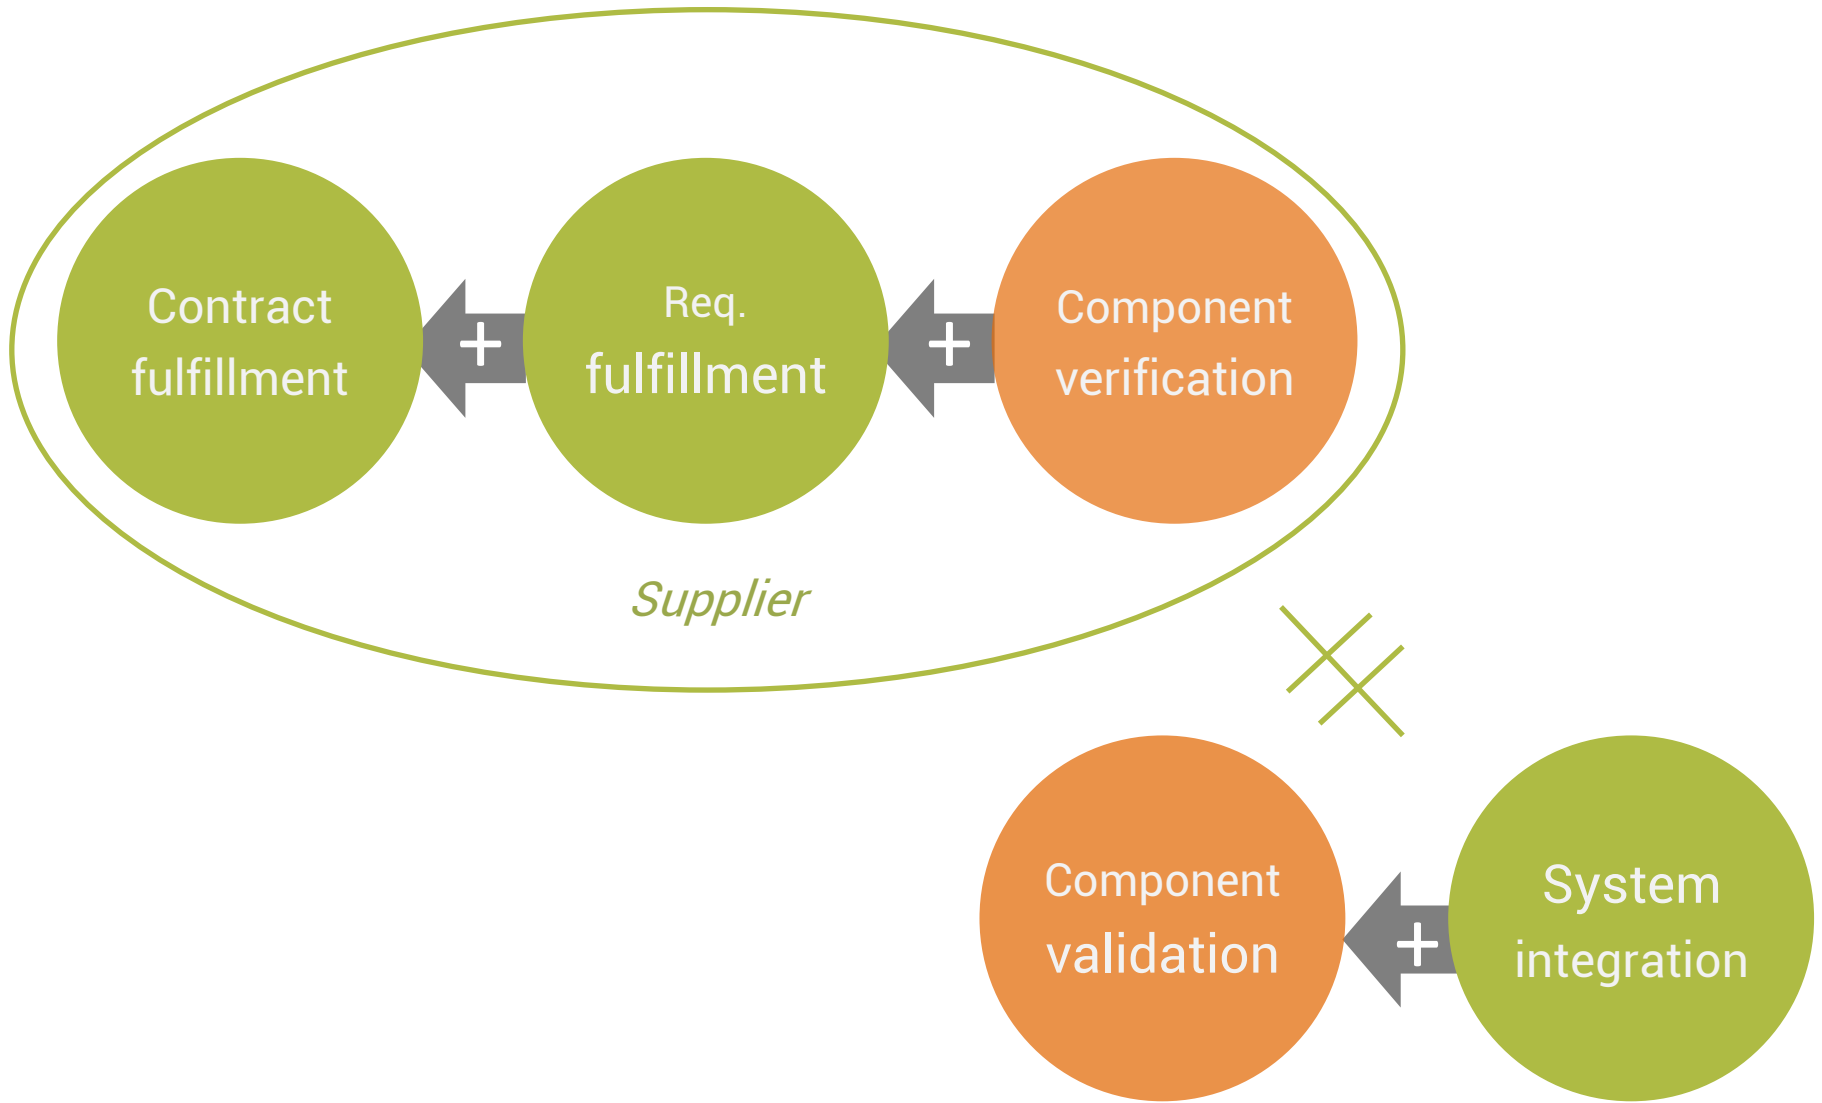 Contract
fulfillment
+
Req.
fulfillment
+
Component
verification
Supplier
Component
validation
+
System
integration